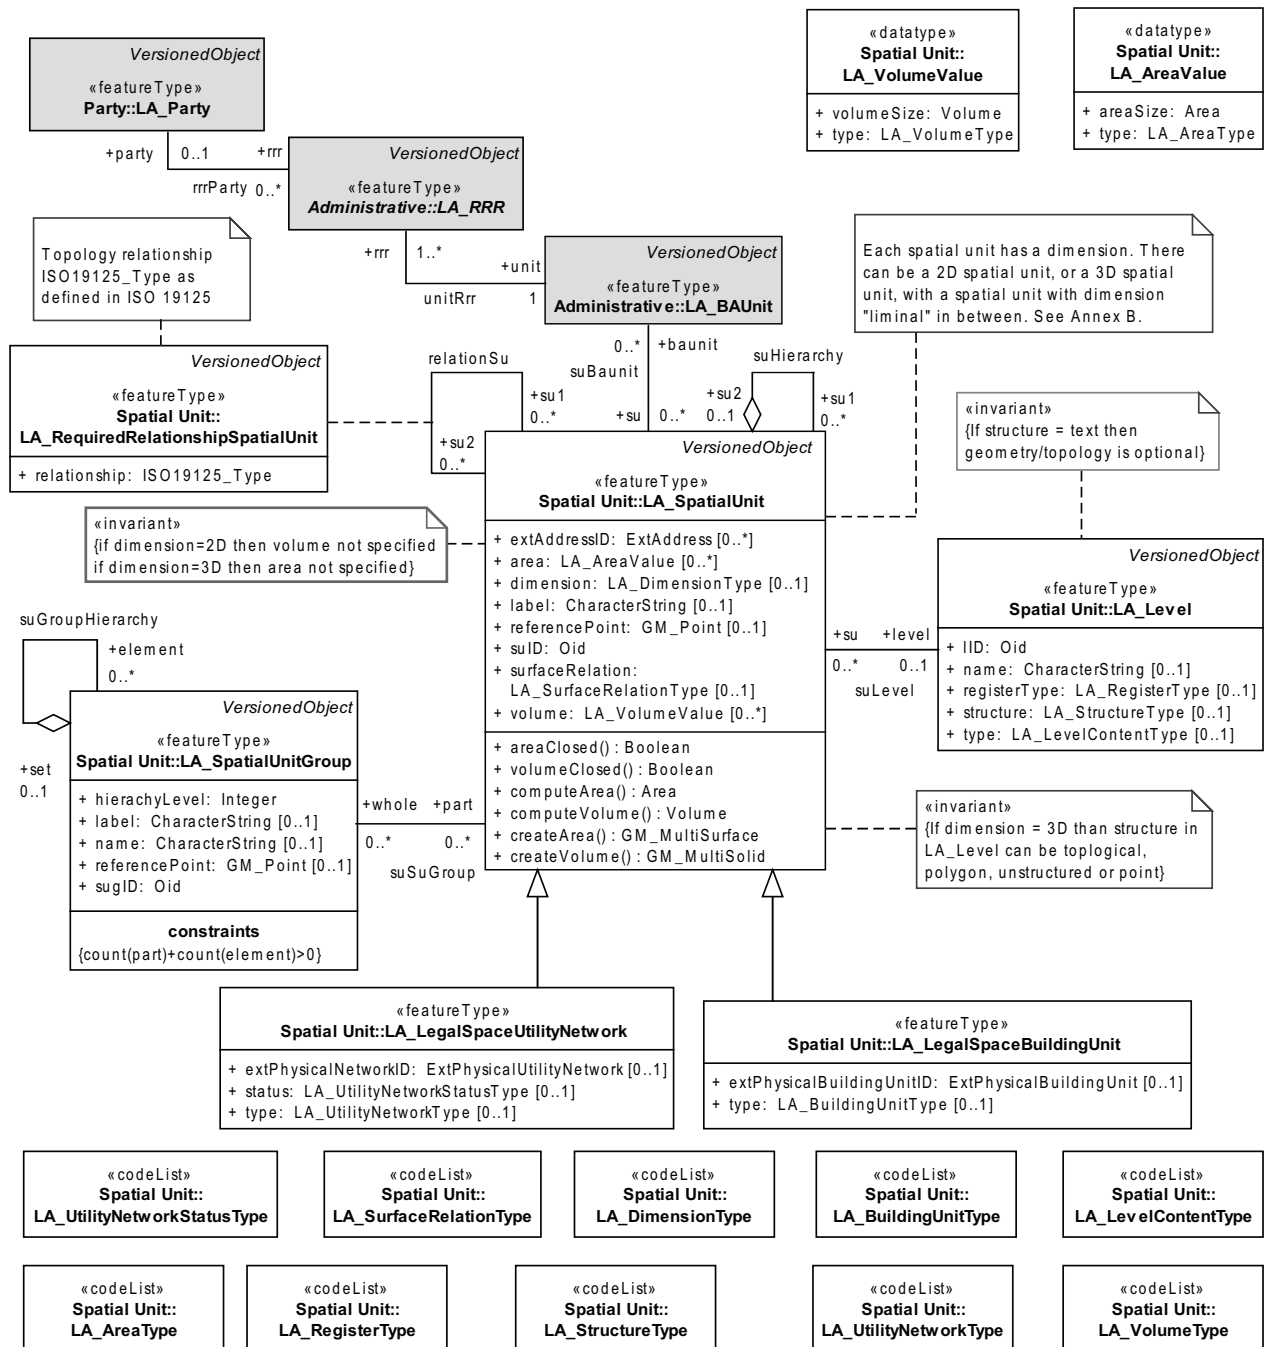 VersionedObject
«featureType»
Party::LA_Party
+party
0..1
+rrr
rrrParty
0..*
VersionedObject
«featureType»
Administrative::LA_RRR
+rrr
1..*
+unit
unitRrr
1
VersionedObject
«featureType»
Administrative::LA_BAUnit
«datatype»
Spatial Unit::
LA_VolumeValue
+ volumeSize: Volume
+ type: LA_VolumeType
«datatype»
Spatial Unit::
LA_AreaValue
+ areaSize: Area
+ type: LA_AreaType
Topology relationship
ISO19125_Type as
defined in ISO 19125
Each spatial unit has a dimension. There
can be a 2D spatial unit, or a 3D spatial
unit, with a spatial unit with dimension
"liminal" in between. See Annex B.
VersionedObject
«featureType»
Spatial Unit::
LA_RequiredRelationshipSpatialUnit
+ relationship: ISO19125_Type
relationSu
+su1
0..*
+su2
0..*
0..*
+baunit
suBaunit
+su
0..*
suHierarchy
+su2
0..1
+su1
0..*
«invariant»
{If structure = text then
geometry/topology is optional}
«invariant»
{if dimension=2D then volume not specified
if dimension=3D then area not specified}
VersionedObject
«featureType»
Spatial Unit::LA_SpatialUnit
+ extAddressID: ExtAddress [0..*]
+ area: LA_AreaValue [0..*]
+ dimension: LA_DimensionType [0..1]
+ label: CharacterString [0..1]
+ referencePoint: GM_Point [0..1]
+ suID: Oid
+ surfaceRelation:
LA_SurfaceRelationType [0..1]
+ volume: LA_VolumeValue [0..*]
+ areaClosed() : Boolean
+ volumeClosed() : Boolean
+ computeArea() : Area
+ computeVolume() : Volume
+ createArea() : GM_MultiSurface
+ createVolume() : GM_MultiSolid
+su
+level
0..*
0..1
suLevel
VersionedObject
«featureType»
Spatial Unit::LA_Level
+ lID: Oid
+ name: CharacterString [0..1]
+ registerType: LA_RegisterType [0..1]
+ structure: LA_StructureType [0..1]
+ type: LA_LevelContentType [0..1]
suGroupHierarchy
+element
0..*
+set
0..1
VersionedObject
«featureType»
Spatial Unit::LA_SpatialUnitGroup
+ hierachyLevel: Integer
+ label: CharacterString [0..1]
+ name: CharacterString [0..1]
+ referencePoint: GM_Point [0..1]
+ sugID: Oid
constraints
{count(part)+count(element)>0}
+whole
+part
0..*
0..*
suSuGroup
«invariant»
{If dimension = 3D than structure in
LA_Level can be toplogical,
polygon, unstructured or point}
«featureType»
Spatial Unit::LA_LegalSpaceUtilityNetwork
+ extPhysicalNetworkID: ExtPhysicalUtilityNetwork [0..1]
+ status: LA_UtilityNetworkStatusType [0..1]
+ type: LA_UtilityNetworkType [0..1]
«featureType»
Spatial Unit::LA_LegalSpaceBuildingUnit
+ extPhysicalBuildingUnitID: ExtPhysicalBuildingUnit [0..1]
+ type: LA_BuildingUnitType [0..1]
«codeList»
Spatial Unit::
LA_UtilityNetworkStatusType
«codeList»
Spatial Unit::
LA_SurfaceRelationType
«codeList»
Spatial Unit::
LA_DimensionType
«codeList»
Spatial Unit::
LA_BuildingUnitType
«codeList»
Spatial Unit::
LA_LevelContentType
«codeList»
Spatial Unit::
LA_AreaType
«codeList»
Spatial Unit::
LA_RegisterType
«codeList»
Spatial Unit::
LA_StructureType
«codeList»
Spatial Unit::
LA_UtilityNetworkType
«codeList»
Spatial Unit::
LA_VolumeType